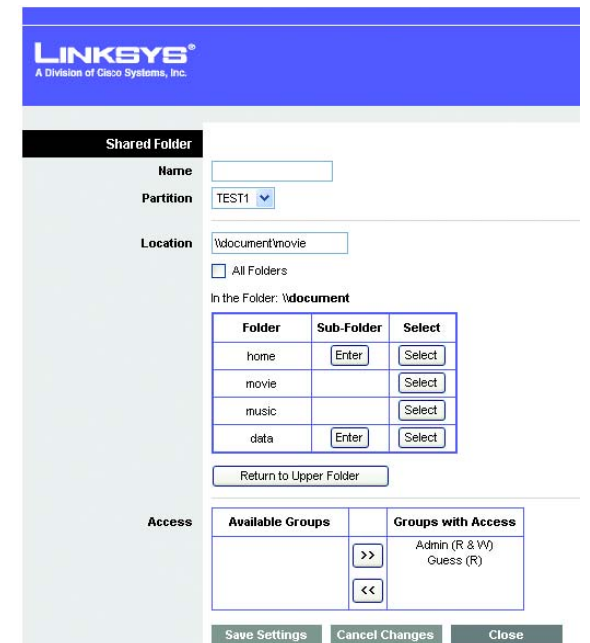 LINKSYS®
A Division of Cisco Systems, Inc.
Shared Folder
Name
Partition TEST1
Location \\document\movie
All Folders
In the Folder: \\document
Folder Sub-Folder Select
home Enter Select
movie Select
music Select
data Enter Select
Return to Upper Folder
Access Available Groups Groups with Access
>> Admin (R & W)
Guess (R)
<<
Save Settings Cancel Changes Close